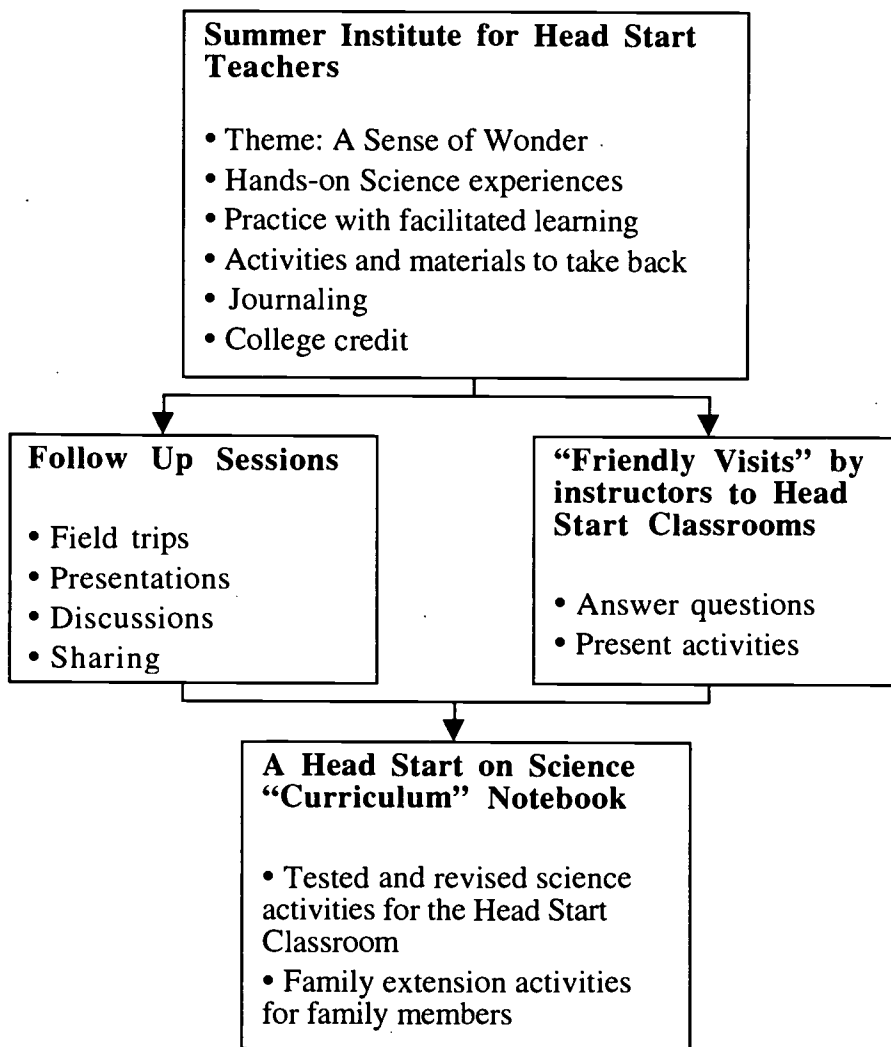 Summer Institute for Head Start
Teachers
• Theme: A Sense of Wonder
• Hands-on Science experiences
• Practice with facilitated learning
• Activities and materials to take back
• Journaling
• College credit
Follow Up Sessions
• Field trips
• Presentations
• Discussions
• Sharing
“Friendly Visits” by
instructors to Head
Start Classrooms
• Answer questions
• Present activities
A Head Start on Science
“Curriculum” Notebook
• Tested and revised science
activities for the Head Start
Classroom
• Family extension activities
for family members